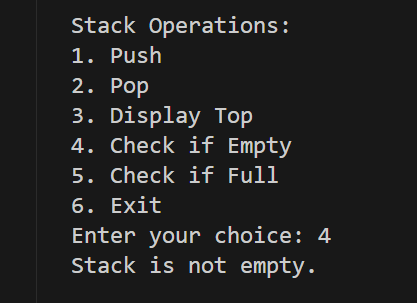 Stack Operations:
1. Push
2. Pop
3. Display Top
4. Check if Empty
5. Check if Full
6. Exit
Enter your choice: 4
Stack is not empty.